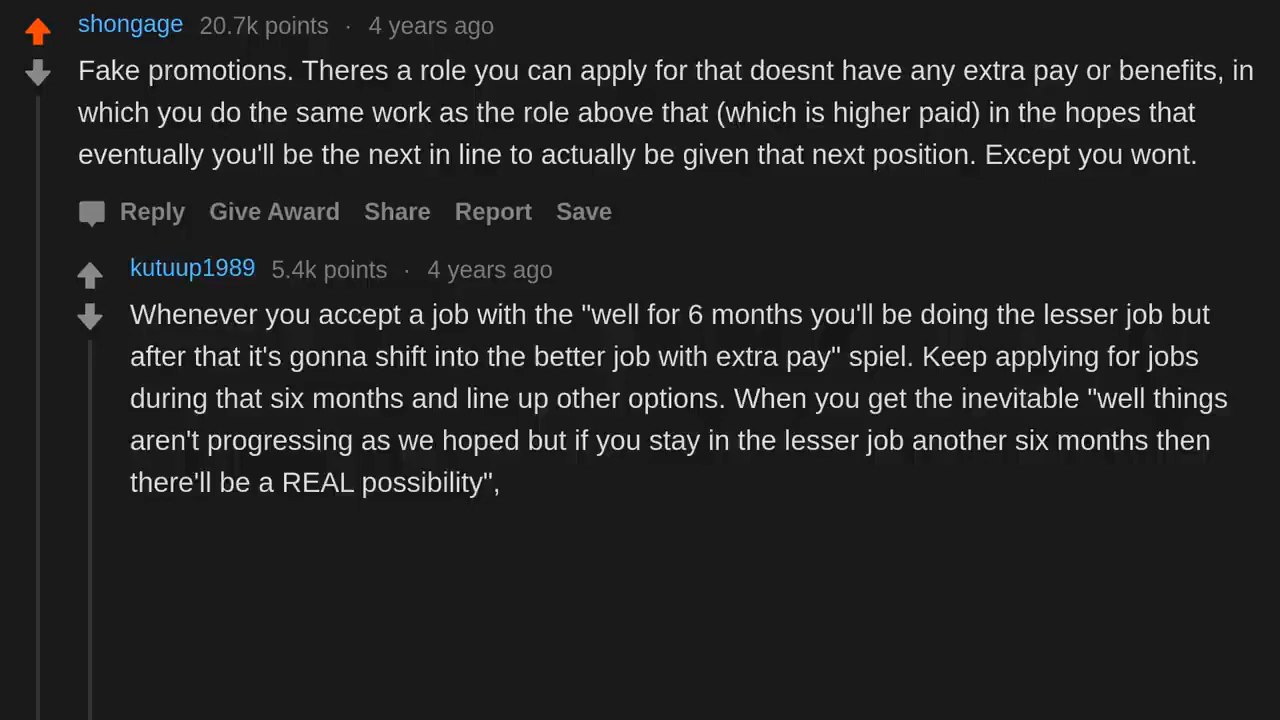 shongage 20.7k points · 4 years ago
Fake promotions. Theres a role you can apply for that doesnt have any extra pay or benefits, in
which you do the same work as the role above that (which is higher paid) in the hopes that
eventually you'll be the next in line to actually be given that next position. Except you wont.
Reply Give Award Share Report Save
kutuup1989 5.4k points · 4 years ago
Whenever you accept a job with the "well for 6 months you'll be doing the lesser job but
after that it's gonna shift into the better job with extra pay" spiel. Keep applying for jobs
during that six months and line up other options. When you get the inevitable "well things
aren't progressing as we hoped but if you stay in the lesser job another six months then
there'll be a REAL possibility",